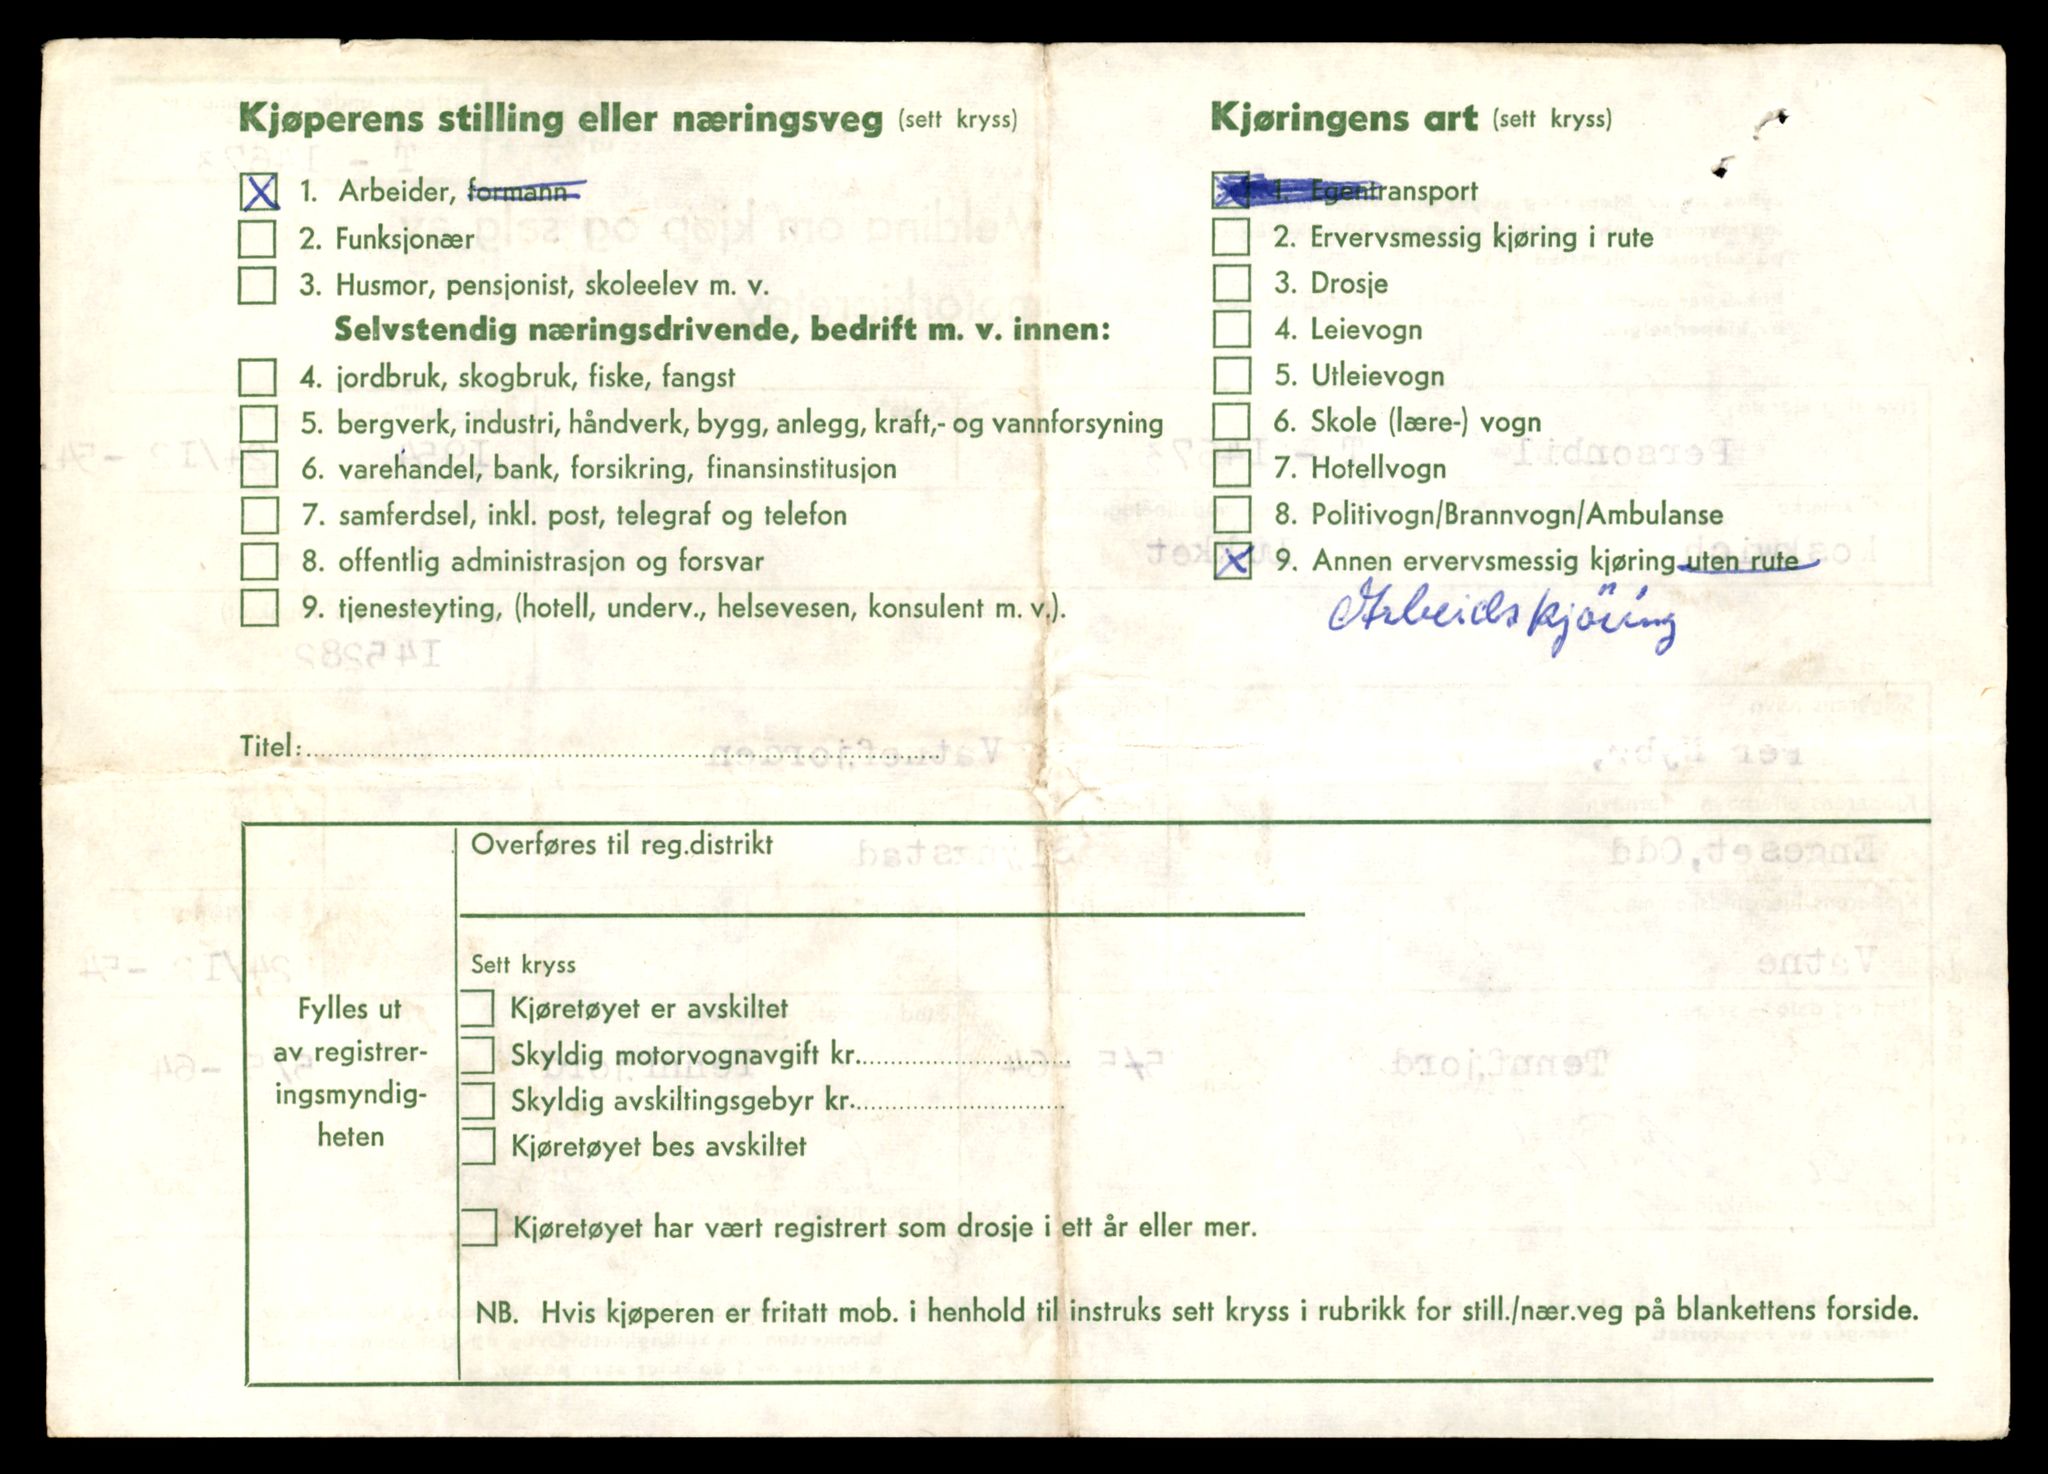 Kjøperens stilling eller næringsveg (sett kryss)
1. Arbeider, formann
2. Funksjonær
3. Husmor, pensjonist, skoleelev m. v.
Selvstendig næringsdrivende, bedrift m. v. innen:
4. jordbruk, skogbruk, fiske, fangst
5. bergverk, industri, håndverk, bygg, anlegg, kraft,- og vannforsyning
6. varehandel, bank, forsikring, finansinstitusjon
7. samferdsel, inkl. post, telegraf og telefon
8. offentlig administrasjon og forsvar
9. tjenesteyting, (hotell, underv., helsevesen, konsulent m. v.).
Titel:
Kjøringens art (sett kryss)
1. Egentransport
2. Ervervsmessig kjøring i rute
3. Drosje
4. Leievogn
5. Utleievogn
6. Skole (lære-) vogn
7. Hotellvogn
8. Politivogn/Brannvogn/Ambulanse
9. Annen ervervsmessig kjøring uten rute
Arbeidskjöring
Fylles ut
av registrer-
ingsmyndig-
heten
Overføres til reg.distrikt
Sett kryss
Kjøretøyet er avskiltet
Skyldig motorvognavgift kr.
Skyldig avskiltingsgebyr kr.
Kjøretøyet bes avskiltet
Kjøretøyet har vært registrert som drosje i ett år eller mer.
NB. Hvis kjøperen er fritatt mob. i henhold til instruks sett kryss i rubrikk for still./nær.veg på blankettens forside.